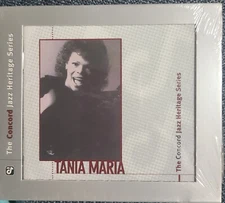 The Concord Jazz Heritage Series
TANIA MARIA
The Concord Jazz Heritage Series